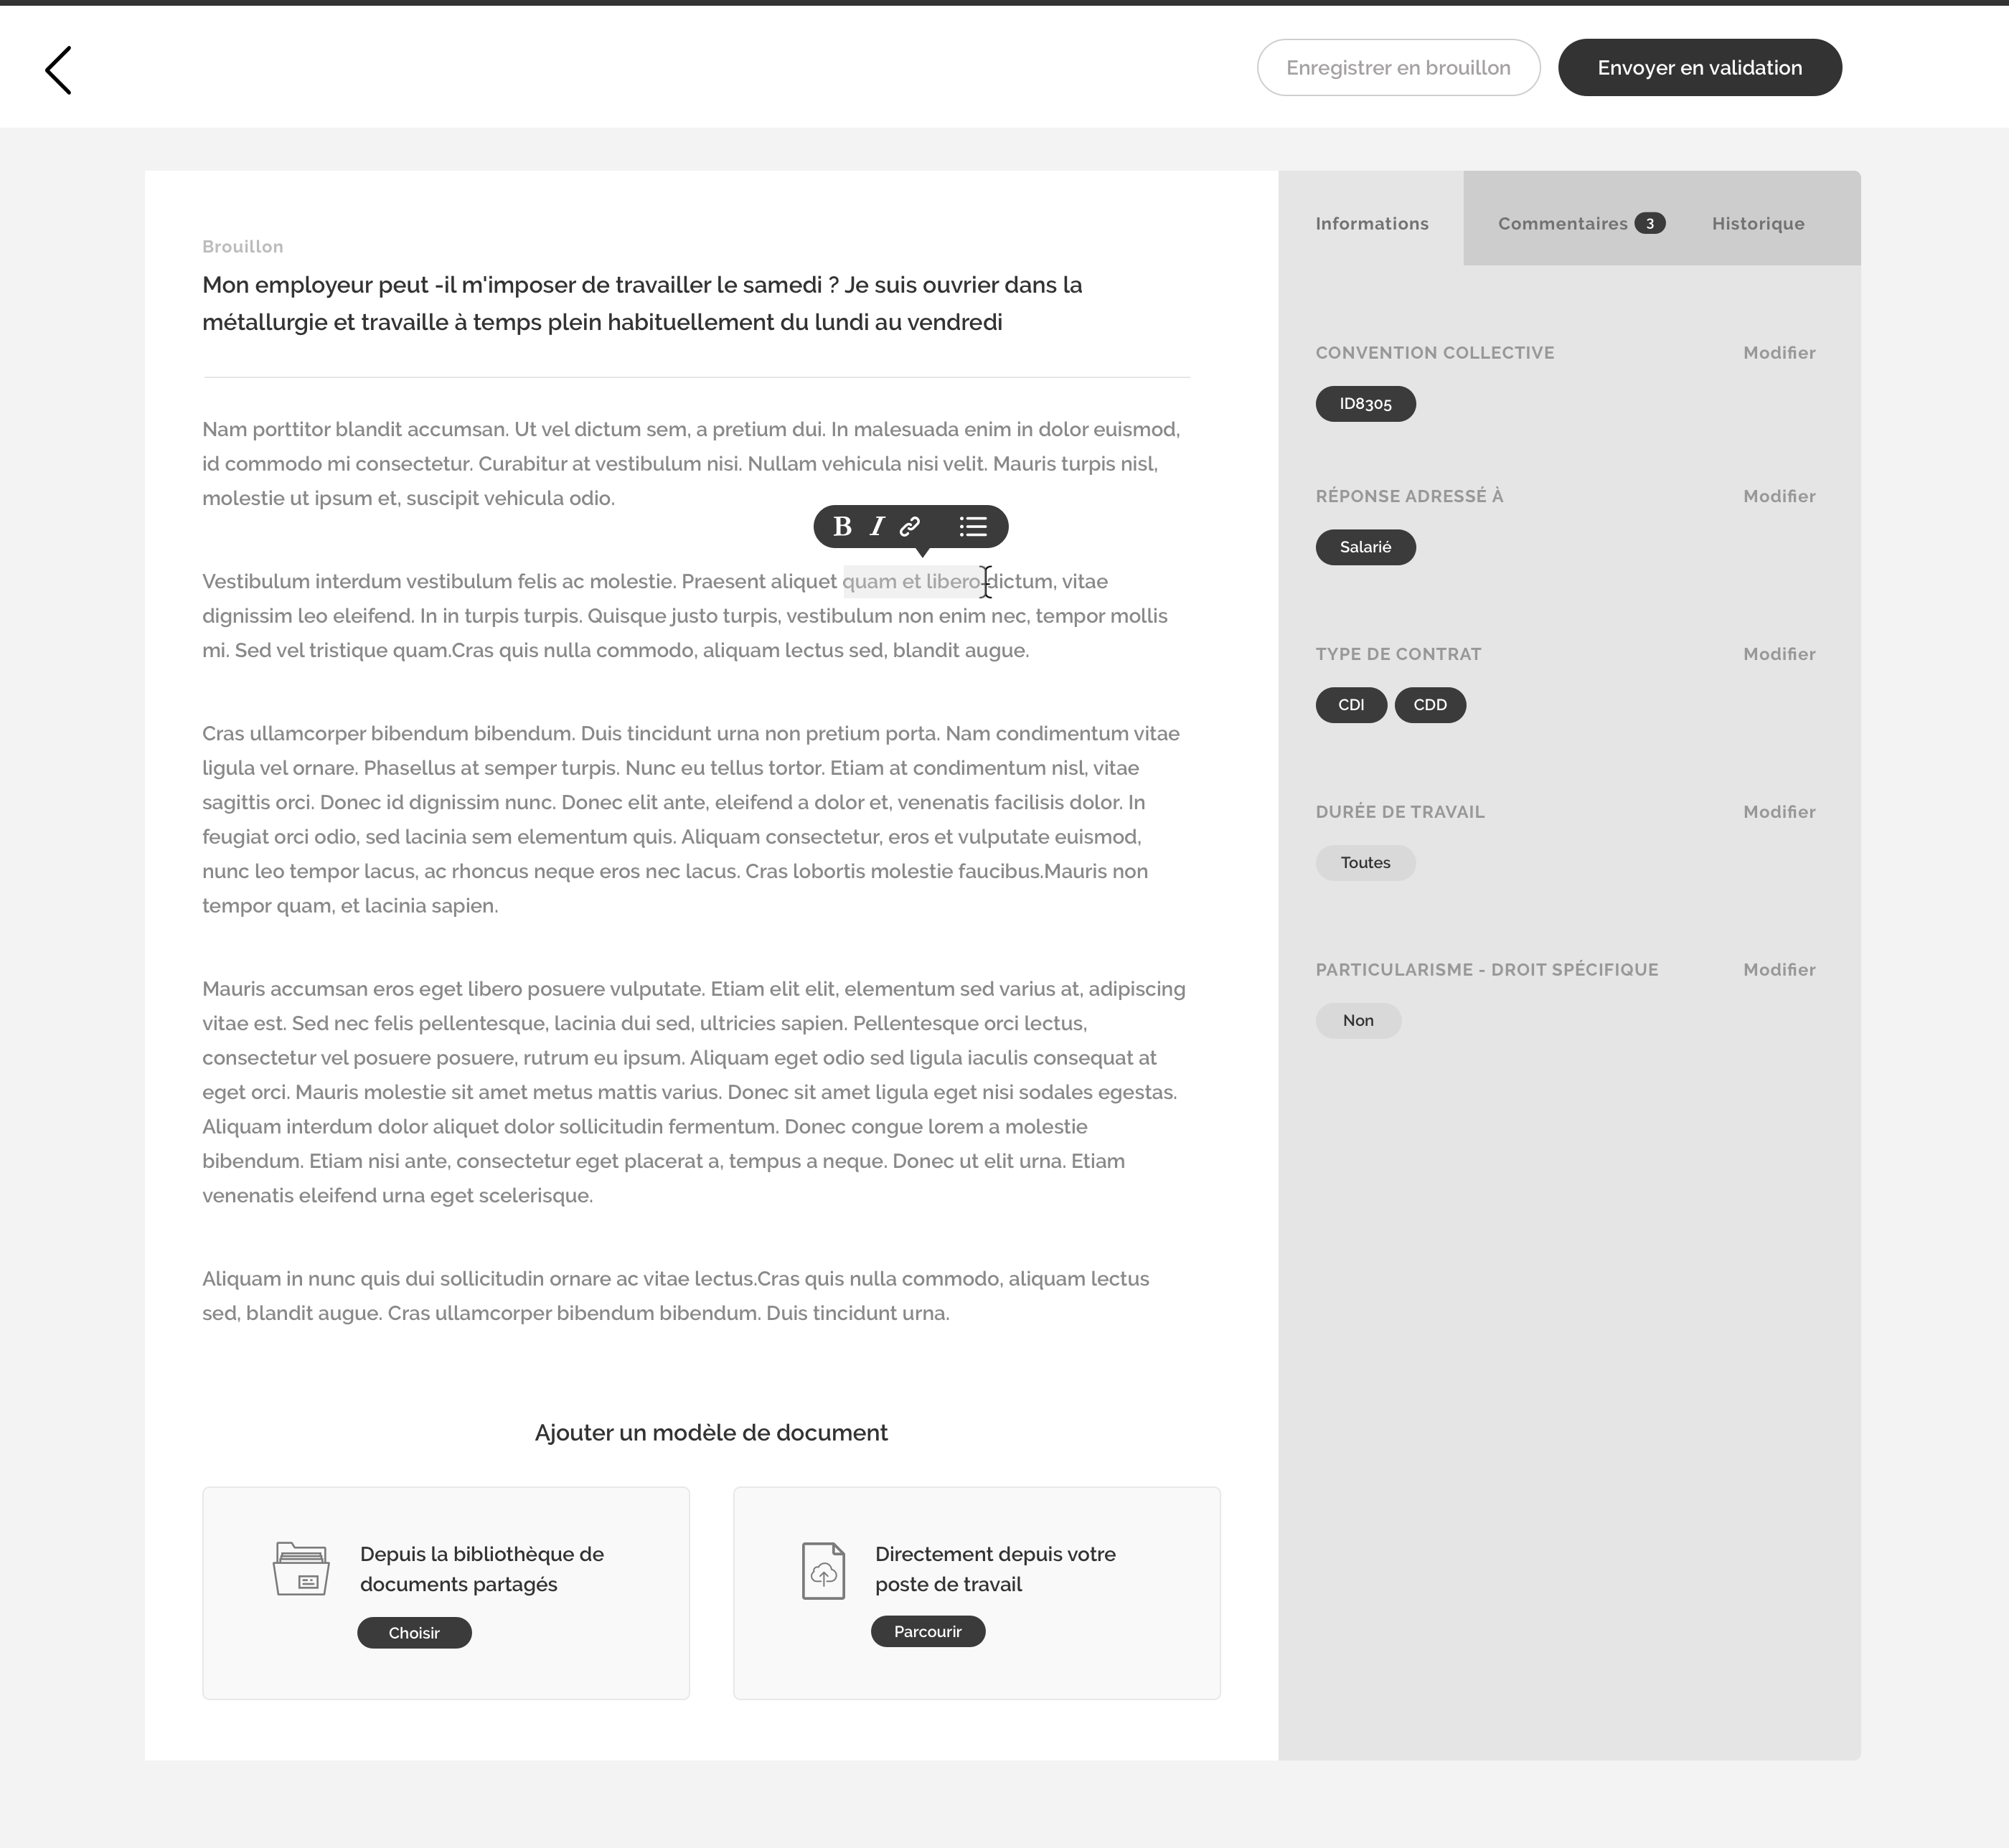 Enregistrer en brouillon
Envoyer en validation
Brouillon
Mon employeur peut -il m'imposer de travailler le samedi ? Je suis ouvrier dans la
métallurgie et travaille à temps plein habituellement du lundi au vendredi
Nam porttitor blandit accumsan. Ut vel dictum sem, a pretium dui. In malesuada enim in dolor euismod,
id commodo mi consectetur. Curabitur at vestibulum nisi. Nullam vehicula nisi velit. Mauris turpis nisl,
molestie ut ipsum et, suscipit vehicula odio.
B I
Vestibulum interdum vestibulum felis ac molestie. Praesent aliquet quam et libero dictum, vitae
dignissim leo eleifend. In in turpis turpis. Quisque justo turpis, vestibulum non enim nec, tempor mollis
mi. Sed vel tristique quam.Cras quis nulla commodo, aliquam lectus sed, blandit augue.
Cras ullamcorper bibendum bibendum. Duis tincidunt urna non pretium porta. Nam condimentum vitae
ligula vel ornare. Phasellus at semper turpis. Nunc eu tellus tortor. Etiam at condimentum nisl, vitae
sagittis orci. Donec id dignissim nunc. Donec elit ante, eleifend a dolor et, venenatis facilisis dolor. In
feugiat orci odio, sed lacinia sem elementum quis. Aliquam consectetur, eros et vulputate euismod,
nunc leo tempor lacus, ac rhoncus neque eros nec lacus. Cras lobortis molestie faucibus.Mauris non
tempor quam, et lacinia sapien.
Mauris accumsan eros eget libero posuere vulputate. Etiam elit elit, elementum sed varius at, adipiscing
vitae est. Sed nec felis pellentesque, lacinia dui sed, ultricies sapien. Pellentesque orci lectus,
consectetur vel posuere posuere, rutrum eu ipsum. Aliquam eget odio sed ligula iaculis consequat at
eget orci. Mauris molestie sit amet metus mattis varius. Donec sit amet ligula eget nisi sodales egestas.
Aliquam interdum dolor aliquet dolor sollicitudin fermentum. Donec congue lorem a molestie
bibendum. Etiam nisi ante, consectetur eget placerat a, tempus a neque. Donec ut elit urna. Etiam
venenatis eleifend urna eget scelerisque.
Aliquam in nunc quis dui sollicitudin ornare ac vitae lectus.Cras quis nulla commodo, aliquam lectus
sed, blandit augue. Cras ullamcorper bibendum bibendum. Duis tincidunt urna.
Ajouter un modèle de document
Depuis la bibliothèque de
documents partagés
Choisir
Directement depuis votre
poste de travail
Parcourir
Informations
Commentaires 3
Historique
CONVENTION COLLECTIVE
Modifier
ID8305
RÉPONSE ADRESSÉ À
Modifier
Salarié
TYPE DE CONTRAT
Modifier
CDI
CDD
DURÉE DE TRAVAIL
Modifier
Toutes
PARTICULARISME - DROIT SPÉCIFIQUE
Modifier
Non